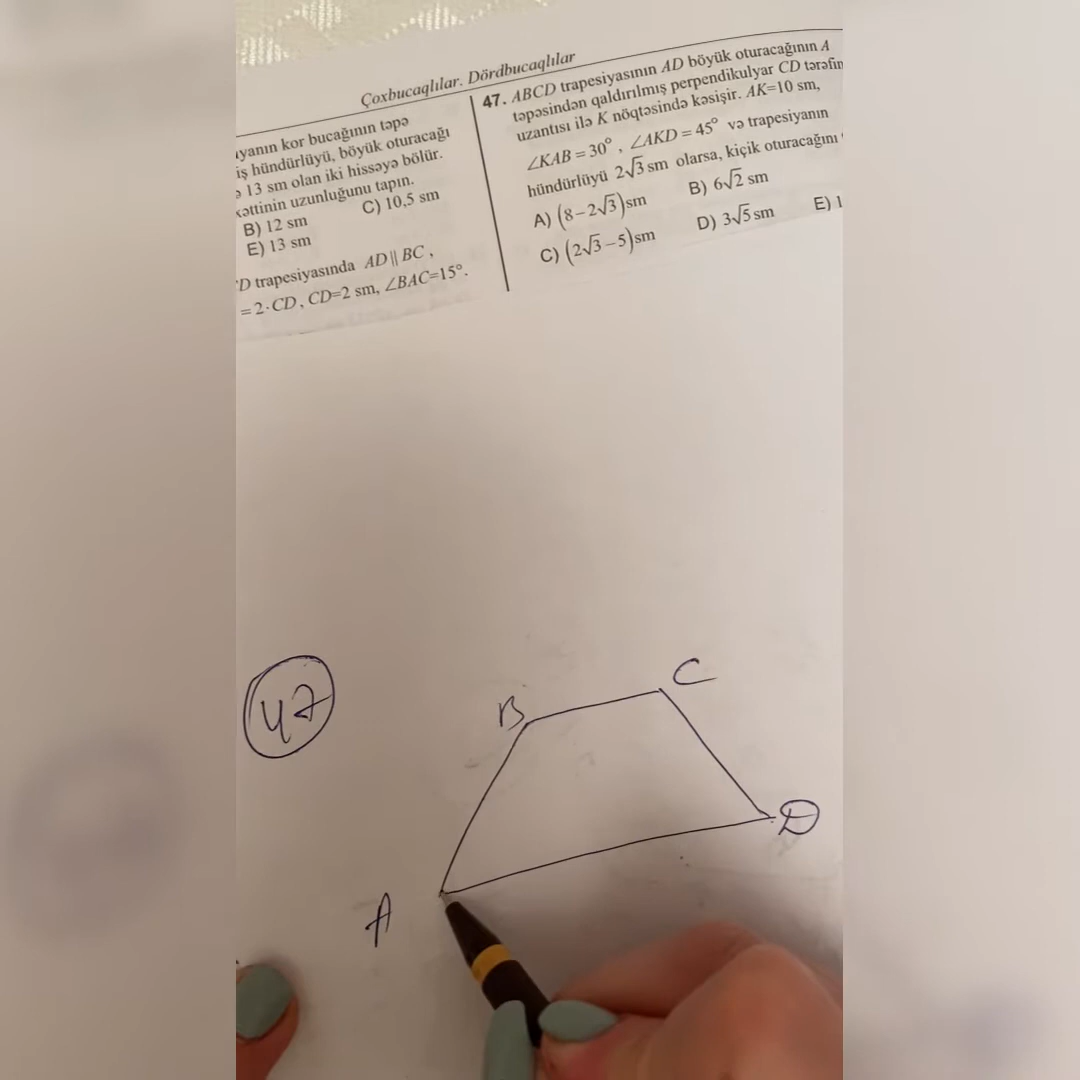 Çoxbucaqlılar. Dördbucaqlılar
yanın kor bucağının təpə
iş hündürlüyü, böyük oturacağı
ə 13 sm olan iki hissəyə bölür.
xəttinin uzunluğunu tapın.
B) 12 sm C) 10,5 sm
E) 13 sm
D trapesiyasında AD || BC ,
= 2 · CD , CD=2 sm, ∠BAC=15°.
47. ABCD trapesiyasının AD böyük oturacağının A
təpəsindən qaldırılmış perpendikulyar CD tərəfin
uzantısı ilə K nöqtəsində kəsişir. AK=10 sm,
∠KAB = 30° , ∠AKD = 45° və trapesiyanın
hündürlüyü 2√3 sm olarsa, kiçik oturacağını
A) (8−2√3) sm B) 6√2 sm
C) (2√3−5) sm D) 3√5 sm E) 1
47
B C
A D